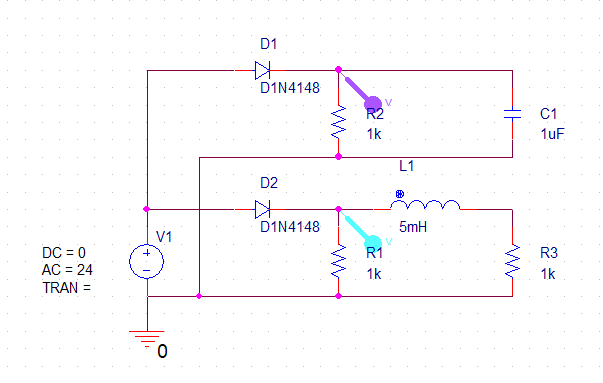 D1
D1N4148
V
R2
1k
C1
1uF
L1
D2
D1N4148
5mH
V
V1
+
-
DC = 0
AC = 24
TRAN =
R1
1k
R3
1k
0